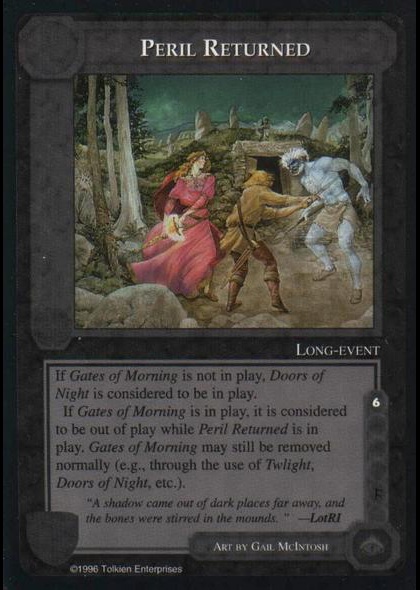 PERIL RETURNED
LONG-EVENT
If Gates of Morning is not in play, Doors of
Night is considered to be in play.
If Gates of Morning is in play, it is considered
to be out of play while Peril Returned is in
play. Gates of Morning may still be removed
normally (e.g., through the use of Twlight,
Doors of Night, etc.).
6
"A shadow came out of dark places far away, and
the bones were stirred in the mounds. " —LotRI
ART BY GAIL MCINTOSH
©1996 Tolkien Enterprises